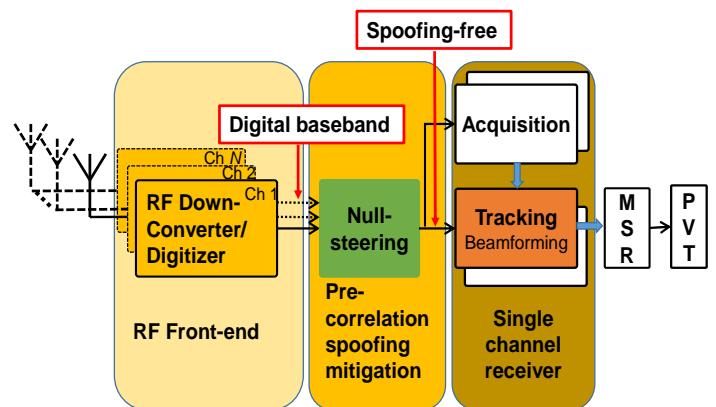 Spoofing-free
Digital baseband
Ch N
Ch 2
Ch 1
RF Down-
Converter/
Digitizer
Null-
steering
Acquisition
Tracking
Beamforming
M
S
R
P
V
T
RF Front-end
Pre-
correlation
spoofing
mitigation
Single
channel
receiver